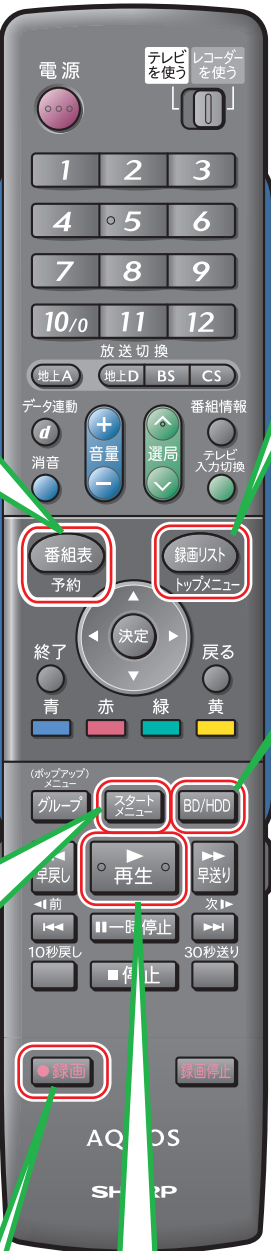 電源
テレビを使う
レコーダーを使う
1 2 3
4 5 6
7 8 9
10/0 11 12
放送切換
地上A 地上D BS CS
データ連動
d
音量
選局
番組情報
消音
テレビ入力切換
番組表
予約
録画リスト
トップメニュー
決定
終了
戻る
青 赤 緑 黄
(ポップアップ)メニュー
グループ
スタートメニュー
BD/HDD
早戻し
再生
早送り
前
次
一時停止
10秒戻し
30秒送り
停止
録画
録画停止